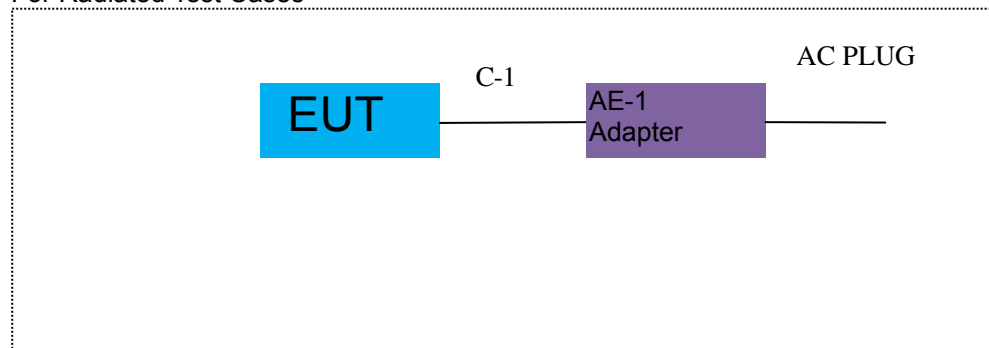 For Radiated Test Cases
AC PLUG
C-1
EUT
AE-1
Adapter